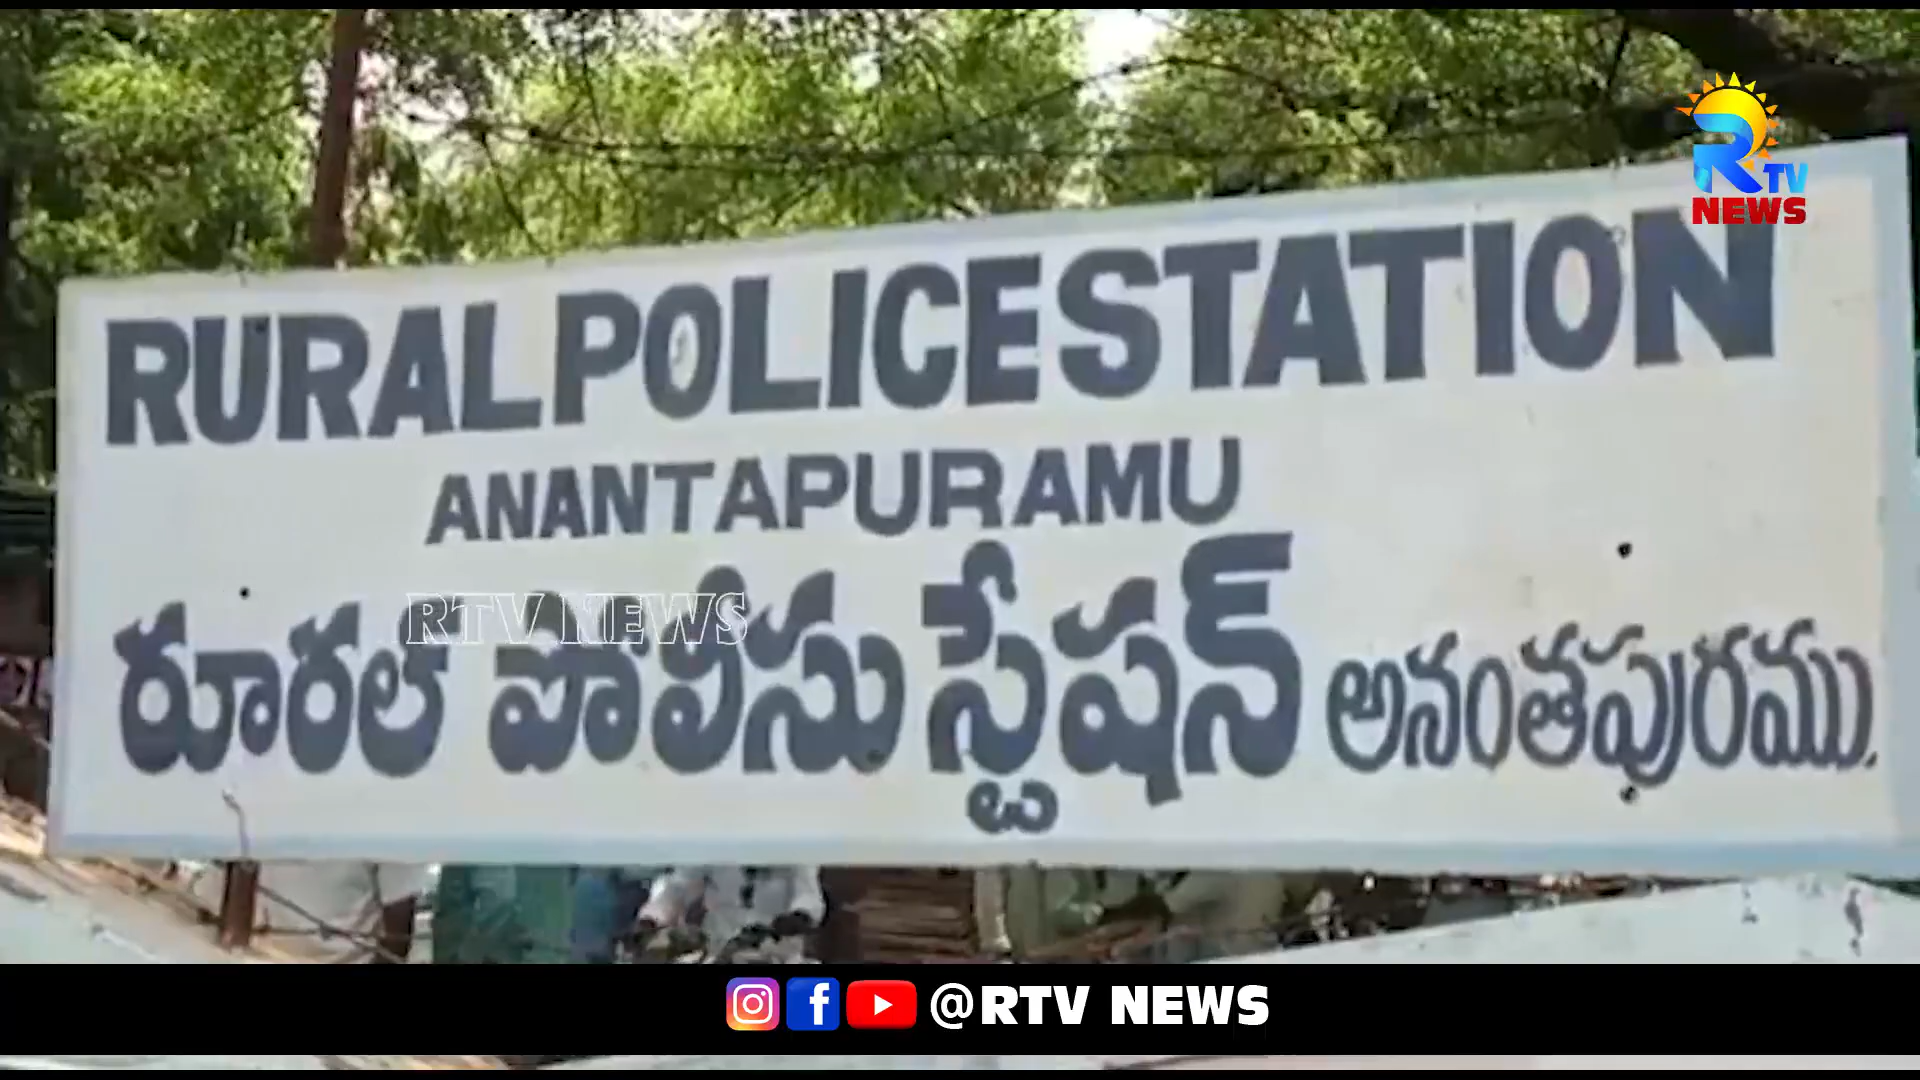 RTV
NEWS
RURAL POLICE STATION
ANANTAPURAMU
రూరల్ పోలీసు స్టేషన్ అనంతపురము.
RTV NEWS
@RTV NEWS